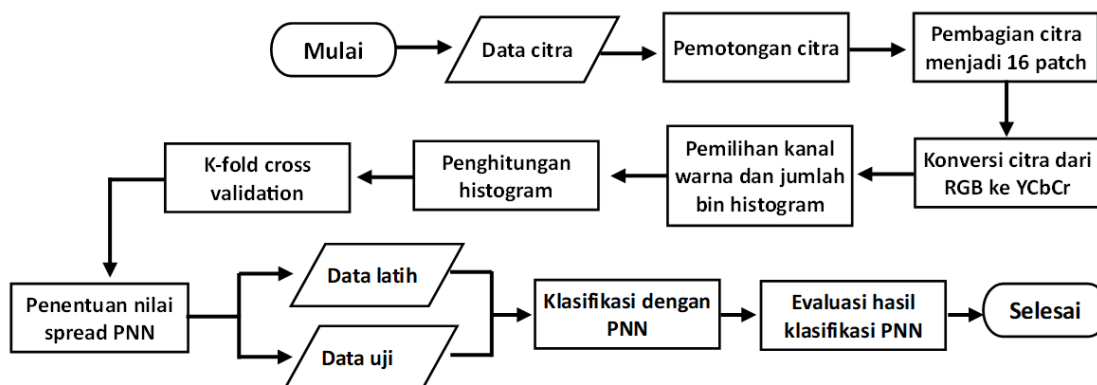 Mulai
Data citra
Pemotongan citra
Pembagian citra
menjadi 16 patch
Konversi citra dari
RGB ke YCbCr
Pemilihan kanal
warna dan jumlah
bin histogram
Penghitungan
histogram
K-fold cross
validation
Penentuan nilai
spread PNN
Data latih
Data uji
Klasifikasi dengan
PNN
Evaluasi hasil
klasifikasi PNN
Selesai